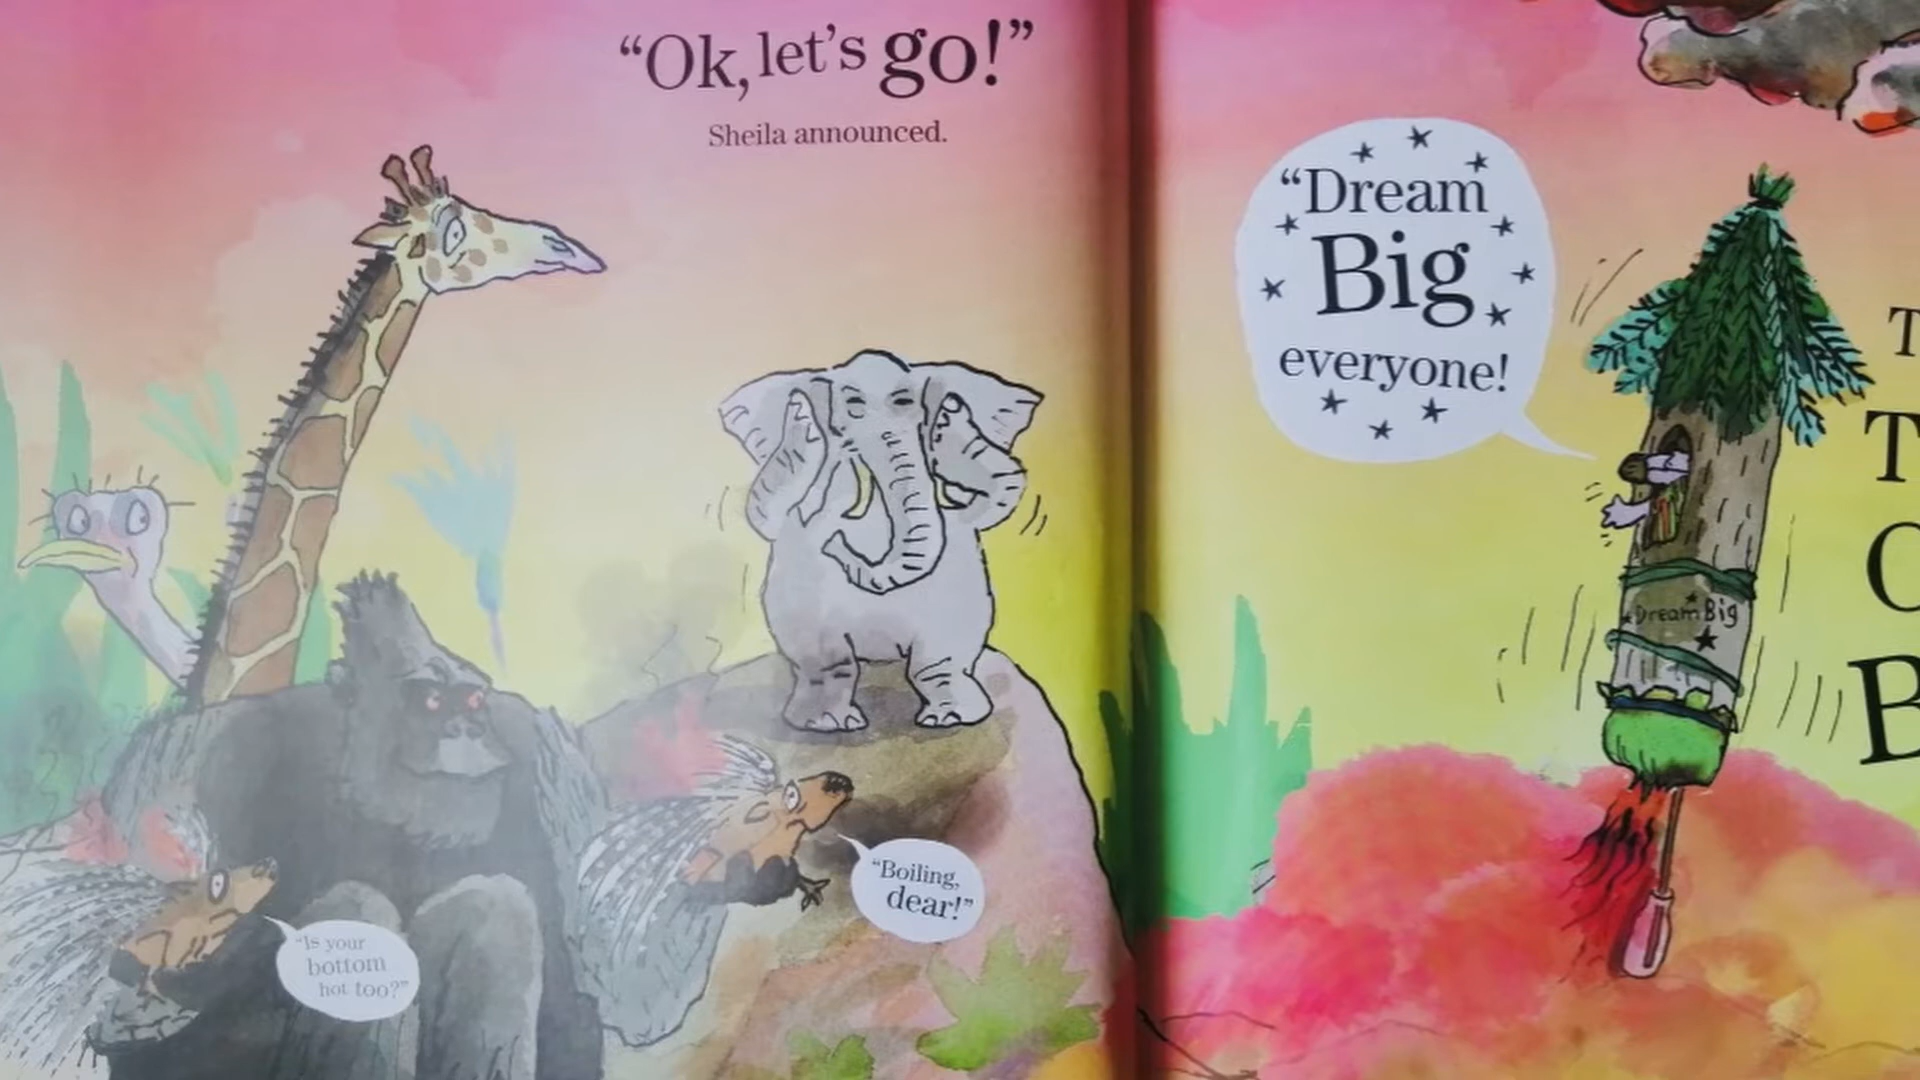 “Ok, let’s go!”
Sheila announced.
“Is your
bottom
hot too?”
“Boiling,
dear!”
“Dream
Big
everyone!
Dream Big